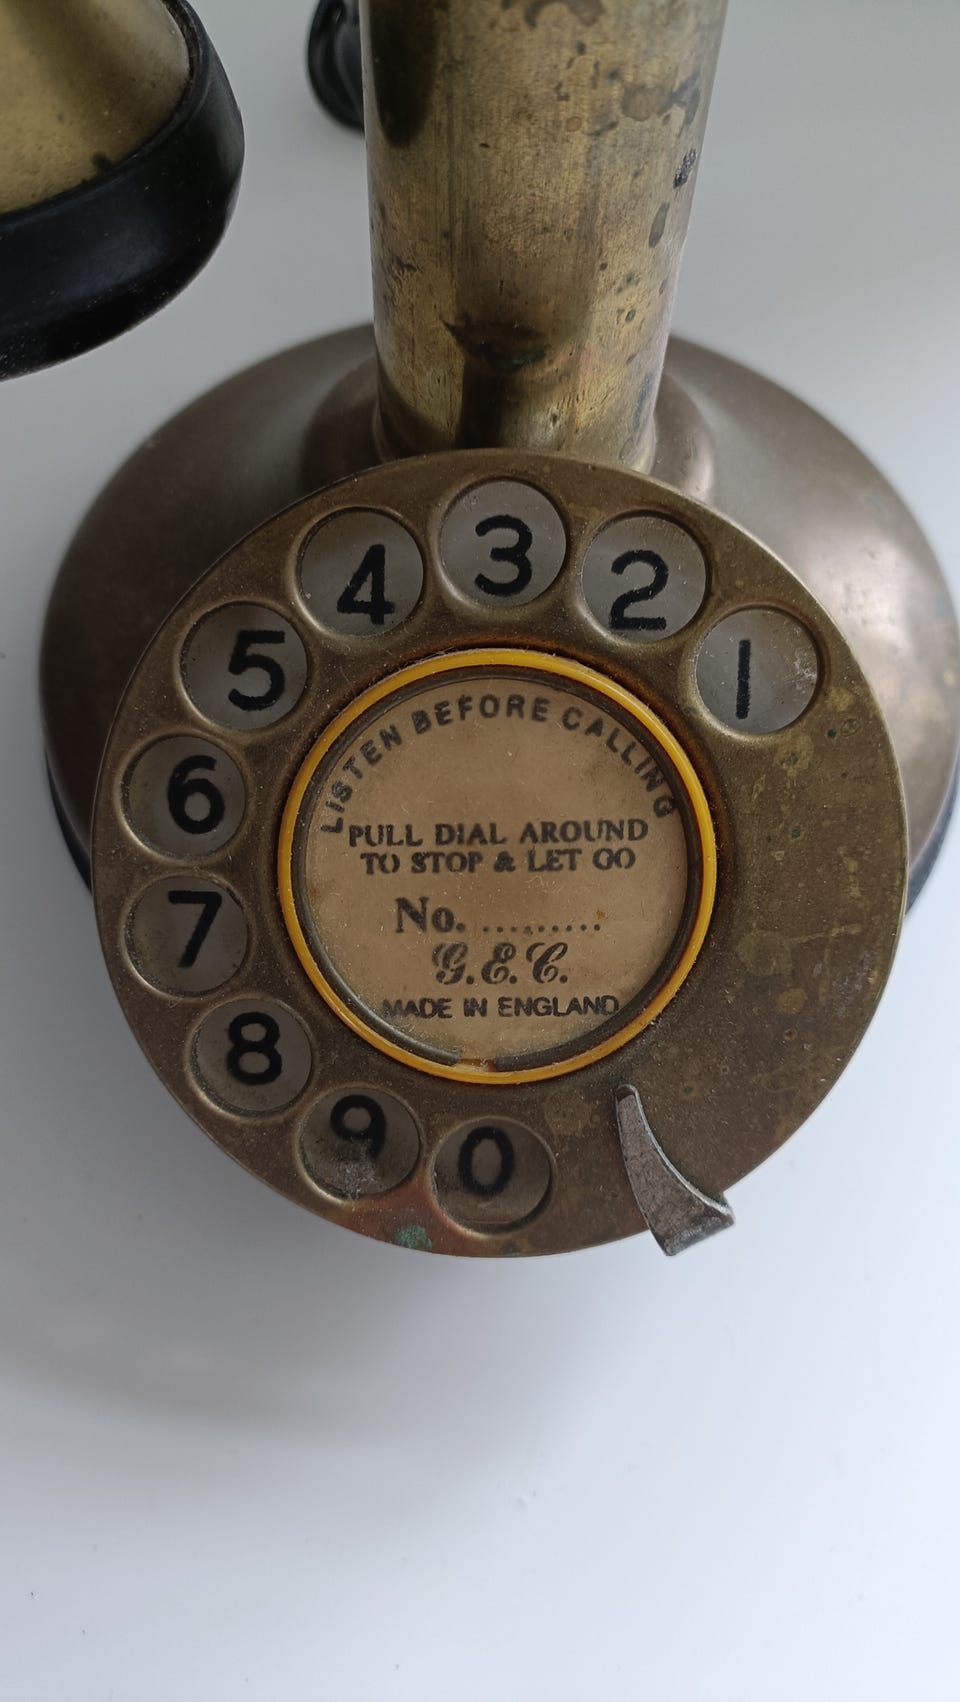 4 3 2
5 1
6
7
8
9 0
LISTEN BEFORE CALLING
PULL DIAL AROUND
TO STOP & LET GO
No. ..........
G.E.C.
MADE IN ENGLAND